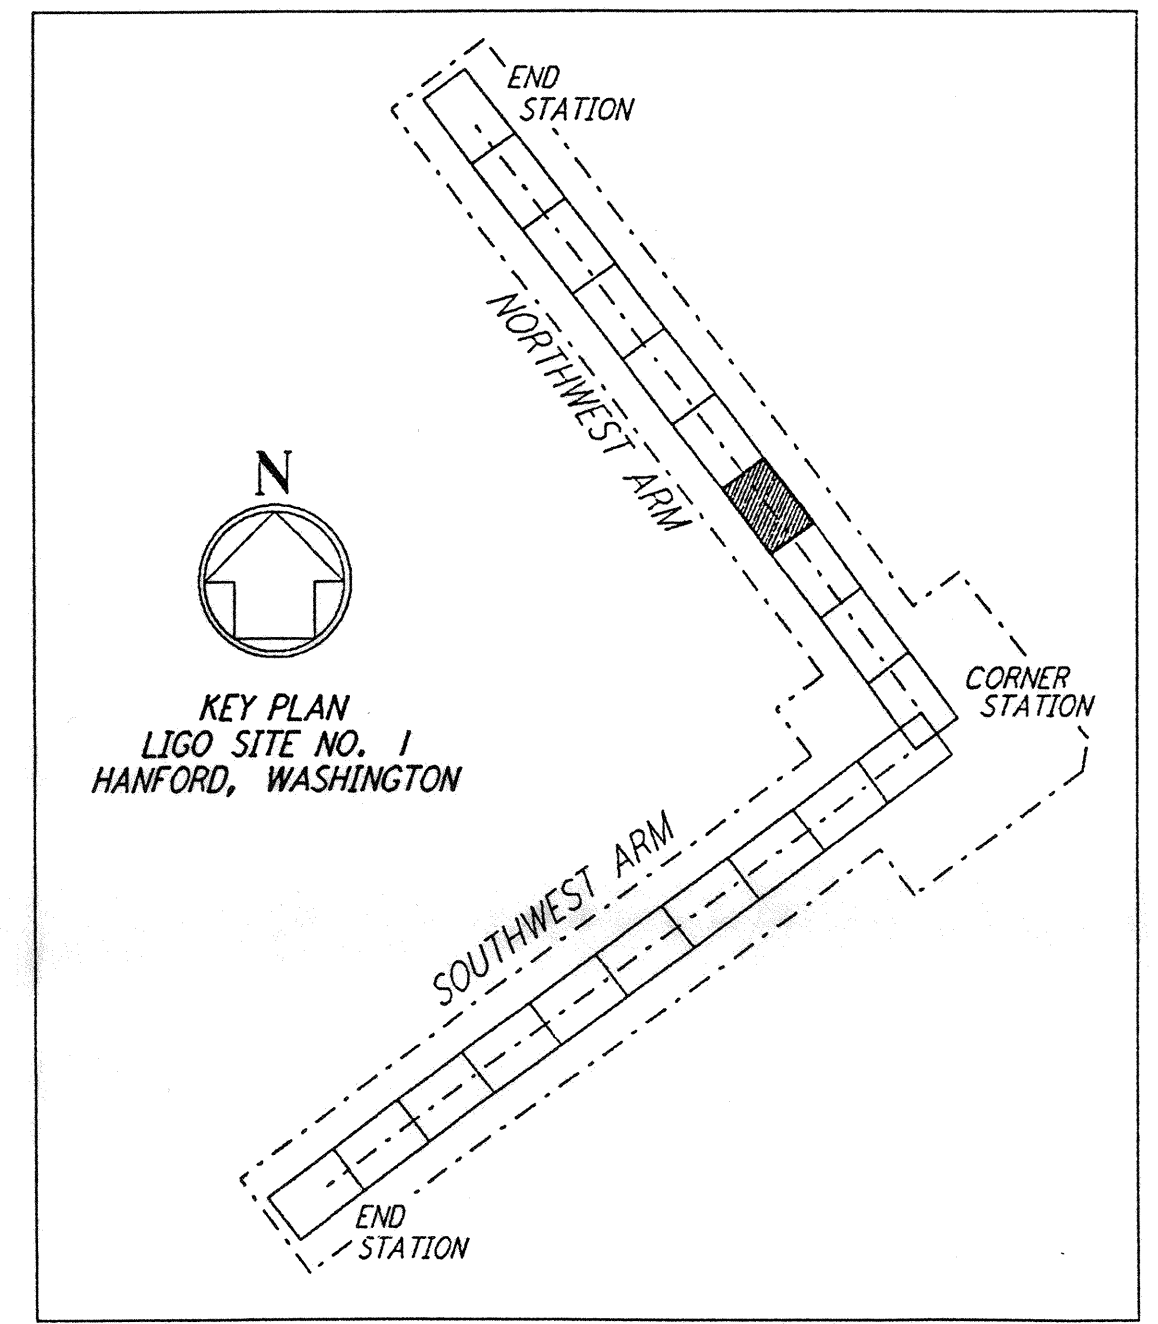 END
STATION
NORTHWEST ARM
N
KEY PLAN
LIGO SITE NO. 1
HANFORD, WASHINGTON
CORNER
STATION
SOUTHWEST ARM
END
STATION